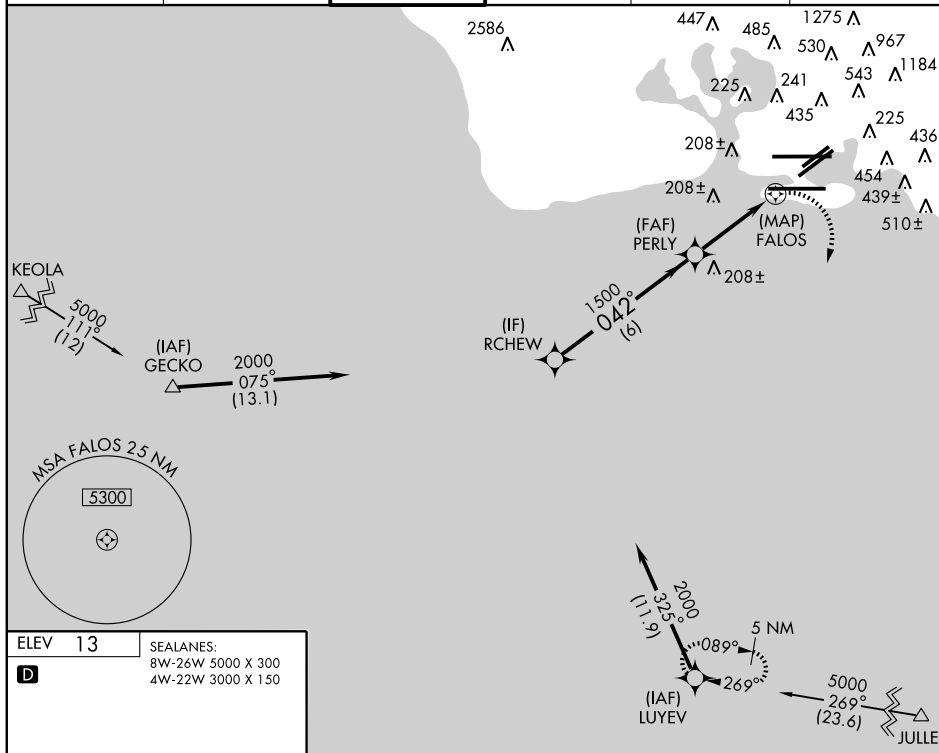 2586
447
485
1275
530
967
1184
225
241
435
543
225
436
208±
454
439±
208±
510±
(FAF)
PERLY
(MAP)
FALOS
208±
KEOLA
5000
111°
(12)
(IAF)
GECKO
2000
075°
(13.1)
(IF)
RCHEW
1500
042°
(6)
MSA FALOS 25 NM
5300
2000
325°
(11.9)
089°
5 NM
269°
(IAF)
LUYEV
5000
269°
(23.6)
JULLE
ELEV 13
D
SEALANES:
8W-26W 5000 X 300
4W-22W 3000 X 150